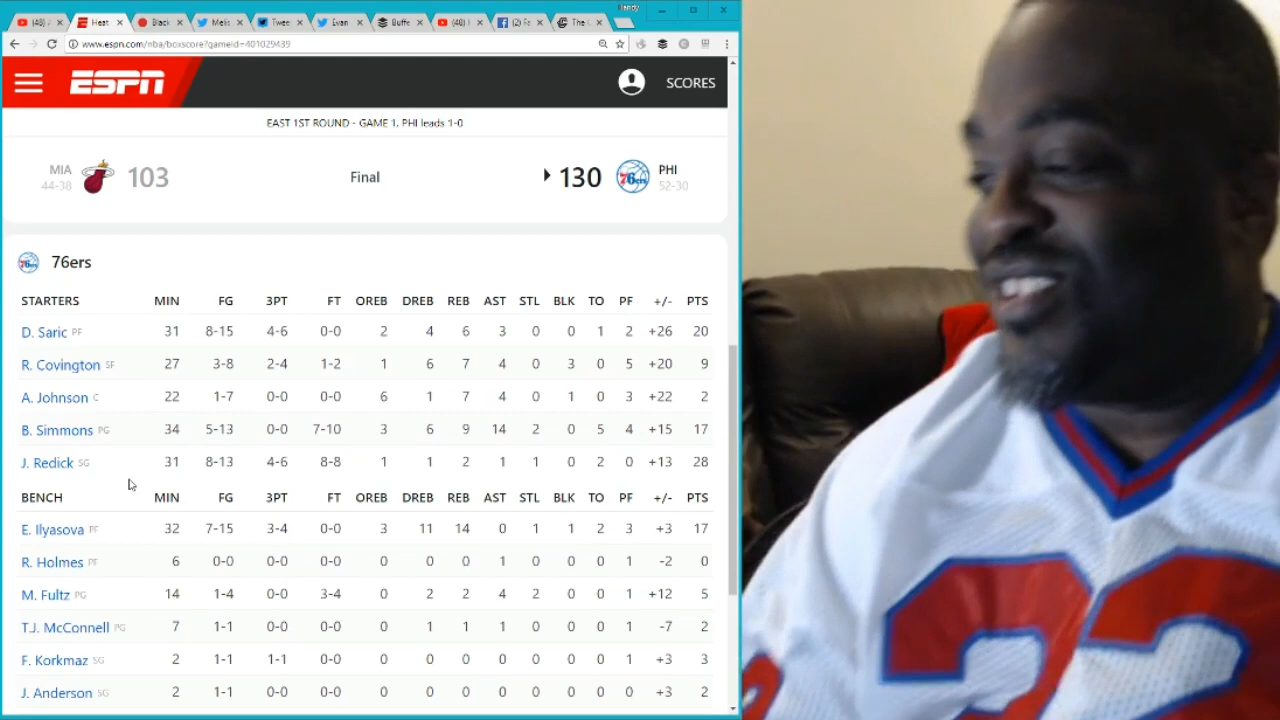 (48) Heat Black Twee Evan Buffe (48) (2) Fa The C
www.espn.com/nba/boxscore?gameId=401029439
ESPN SCORES
EAST 1ST ROUND - GAME 1, PHI leads 1-0
MIA 44-38 103 Final 130 PHI 52-30
76ers
STARTERS MIN FG 3PT FT OREB DREB REB AST STL BLK TO PF +/- PTS
D. Saric PF 31 8-15 4-6 0-0 2 4 6 3 0 0 1 2 +26 20
R. Covington SF 27 3-8 2-4 1-2 1 6 7 4 0 3 0 5 +20 9
A. Johnson C 22 1-7 0-0 0-0 6 1 7 4 0 1 0 3 +22 2
B. Simmons PG 34 5-13 0-0 7-10 3 6 9 14 2 0 5 4 +15 17
J. Redick SG 31 8-13 4-6 8-8 1 1 2 1 1 0 2 0 +13 28
BENCH MIN FG 3PT FT OREB DREB REB AST STL BLK TO PF +/- PTS
E. Ilyasova PF 32 7-15 3-4 0-0 3 11 14 0 1 1 2 3 +3 17
R. Holmes PF 6 0-0 0-0 0-0 0 0 0 1 0 0 0 1 -2 0
M. Fultz PG 14 1-4 0-0 3-4 0 2 2 4 2 0 0 1 +12 5
T.J. McConnell PG 7 1-1 0-0 0-0 0 1 1 1 0 0 0 1 -7 2
F. Korkmaz SG 2 1-1 1-1 0-0 0 0 0 0 0 0 0 1 +3 3
J. Anderson SG 2 1-1 0-0 0-0 0 0 0 0 0 0 0 0 +3 2